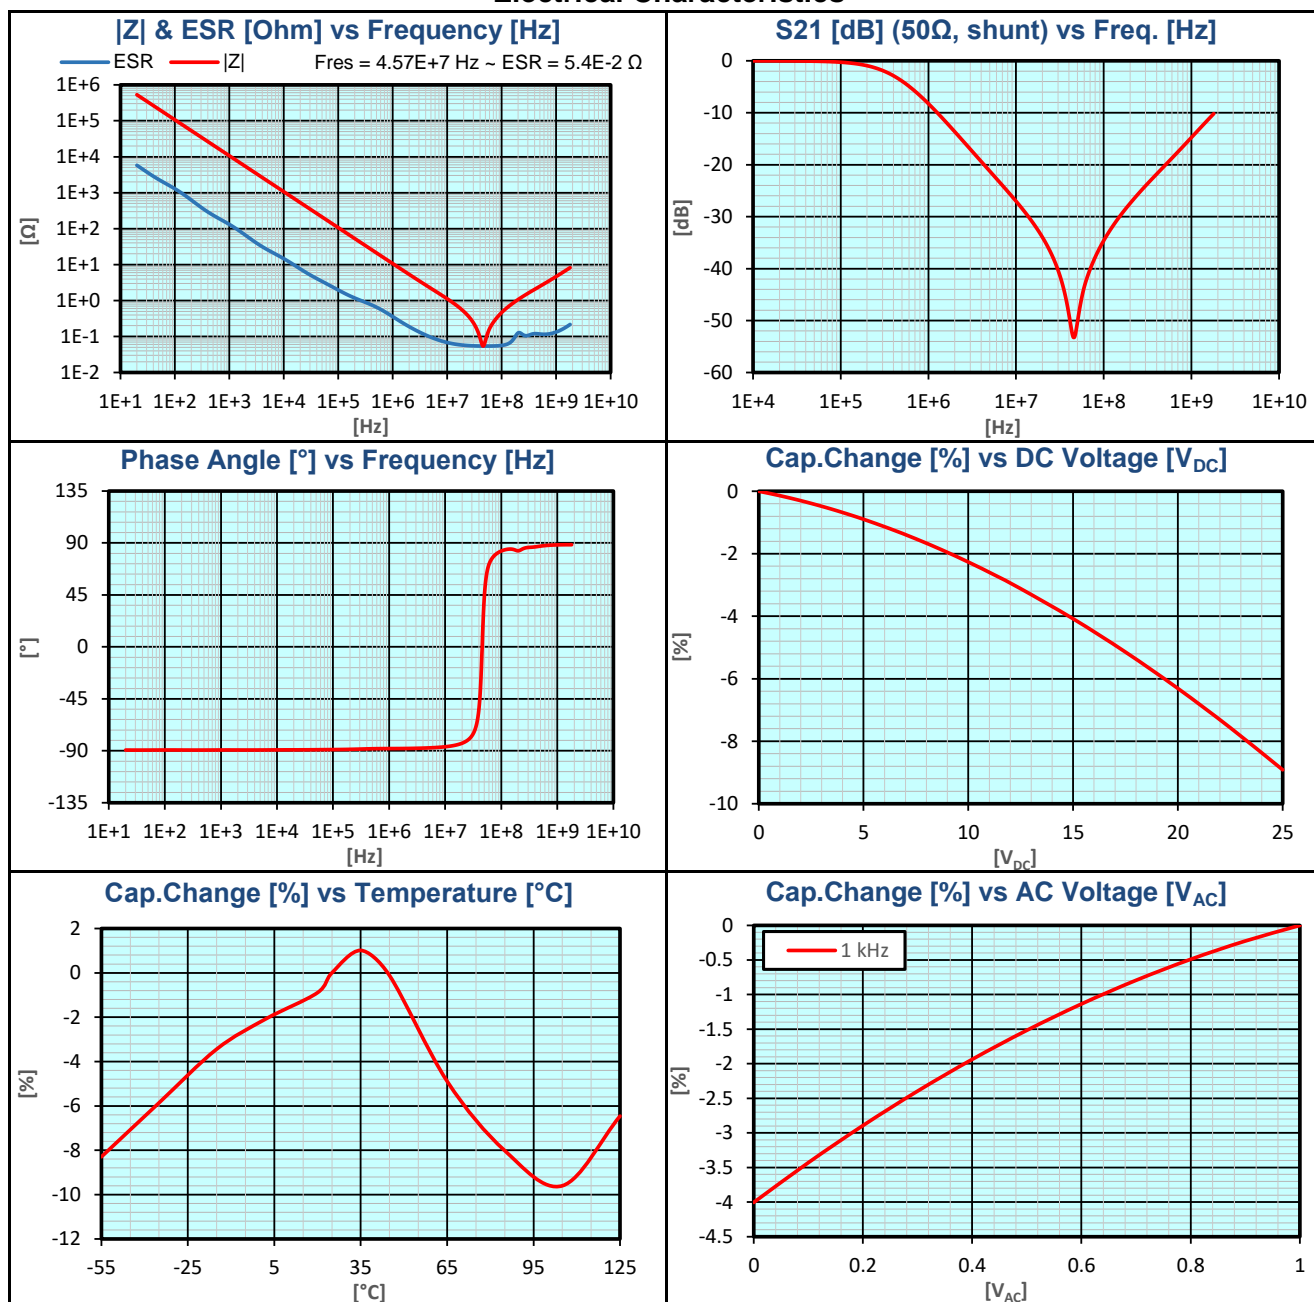 Electrical Characteristics
|Z| & ESR [Ohm] vs Frequency [Hz]
ESR |Z| Fres = 4.57E+7 Hz ~ ESR = 5.4E-2 Ω
1E+6
1E+5
1E+4
1E+3
1E+2
1E+1
1E+0
1E-1
1E-2
[Ω]
1E+1 1E+2 1E+3 1E+4 1E+5 1E+6 1E+7 1E+8 1E+9 1E+10
[Hz]
S21 [dB] (50Ω, shunt) vs Freq. [Hz]
0
-10
-20
-30
-40
-50
-60
[dB]
1E+4 1E+5 1E+6 1E+7 1E+8 1E+9 1E+10
[Hz]
Phase Angle [°] vs Frequency [Hz]
135
90
45
0
-45
-90
-135
[°]
1E+1 1E+2 1E+3 1E+4 1E+5 1E+6 1E+7 1E+8 1E+9 1E+10
[Hz]
Cap.Change [%] vs DC Voltage [VDC]
0
-2
-4
-6
-8
-10
[%]
0 5 10 15 20 25
[VDC]
Cap.Change [%] vs Temperature [°C]
2
0
-2
-4
-6
-8
-10
-12
[%]
-55 -25 5 35 65 95 125
[°C]
Cap.Change [%] vs AC Voltage [VAC]
1 kHz
0
-0.5
-1
-1.5
-2
-2.5
-3
-3.5
-4
-4.5
[%]
0 0.2 0.4 0.6 0.8 1
[VAC]